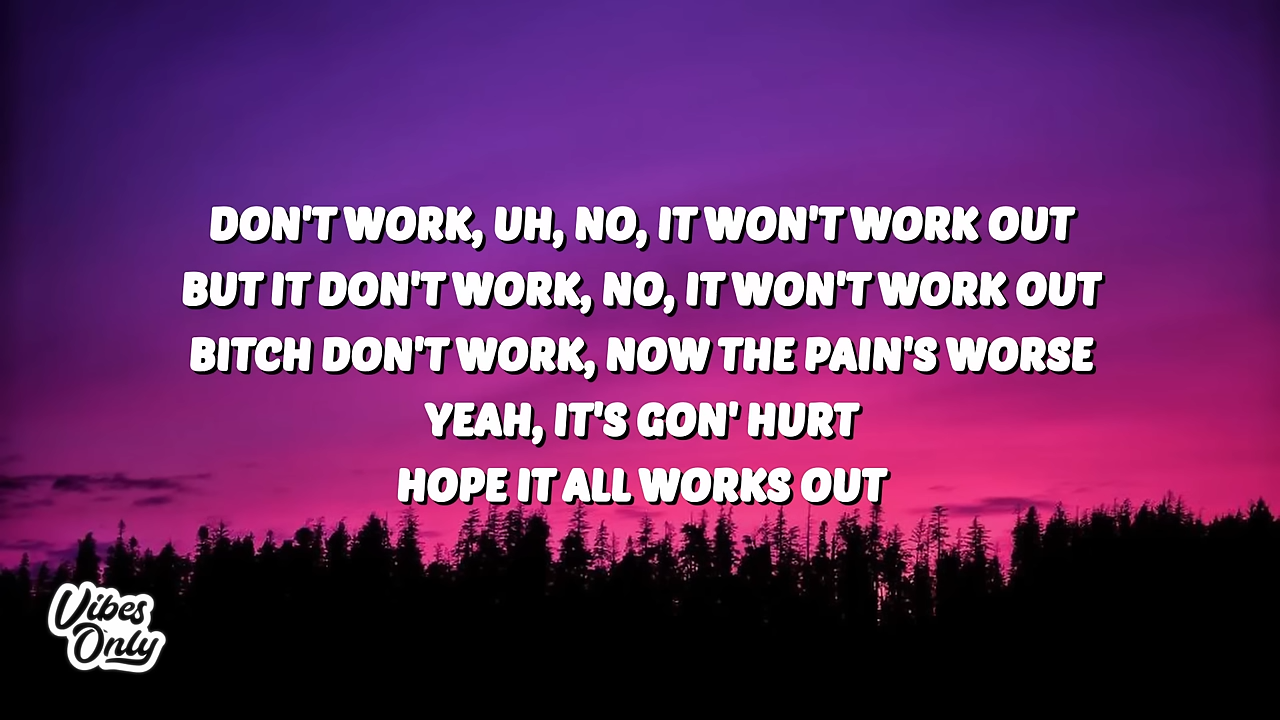 DON'T WORK, UH, NO, IT WON'T WORK OUT
BUT IT DON'T WORK, NO, IT WON'T WORK OUT
BITCH DON'T WORK, NOW THE PAIN'S WORSE
YEAH, IT'S GON' HURT
HOPE IT ALL WORKS OUT
Vibes
Only